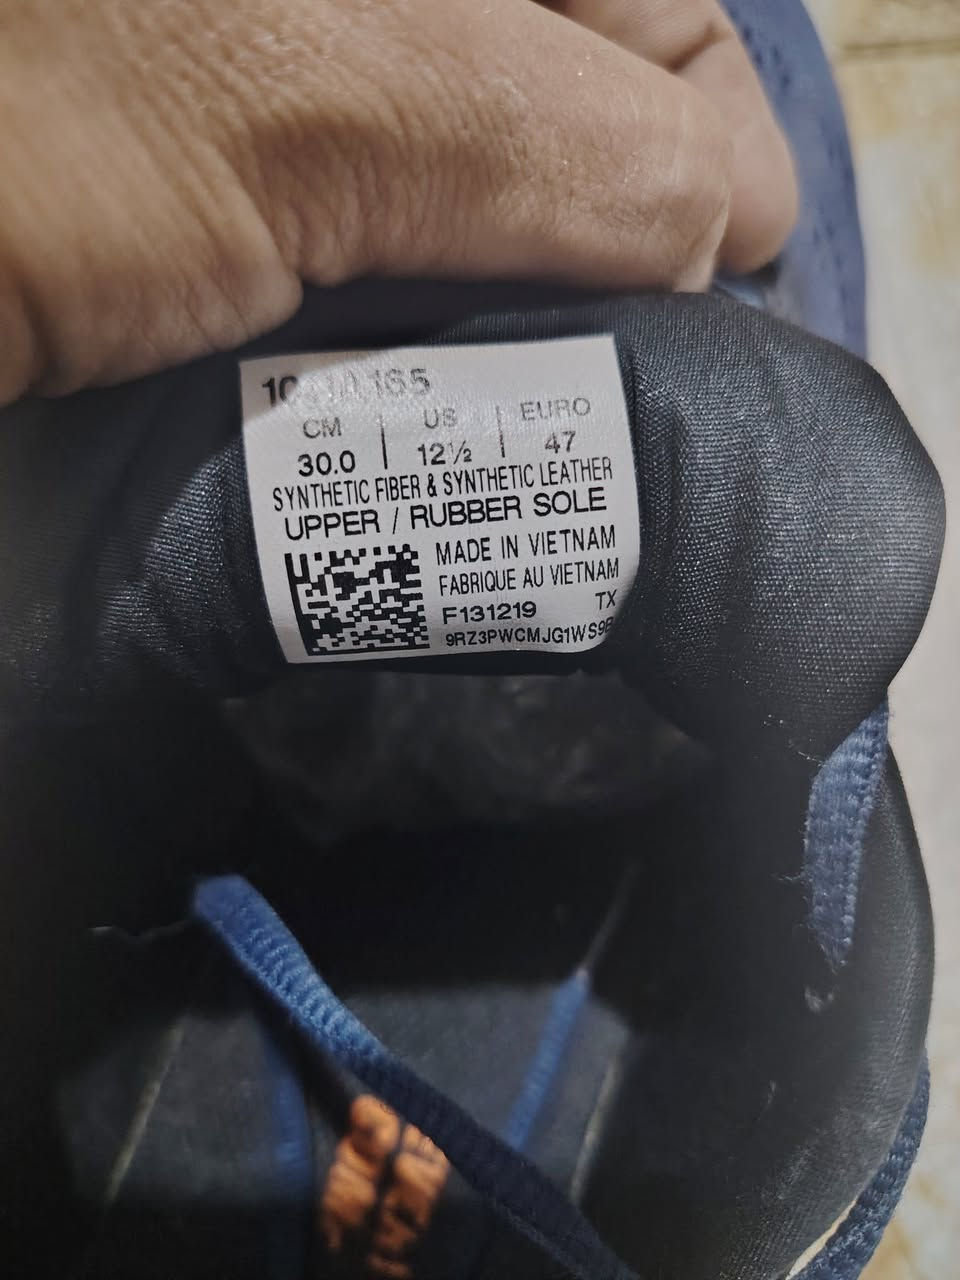 CM | US | EURO
30.0 | 12½ | 47
SYNTHETIC FIBER & SYNTHETIC LEATHER
UPPER / RUBBER SOLE
MADE IN VIETNAM
FABRIQUE AU VIETNAM
F131219 TX